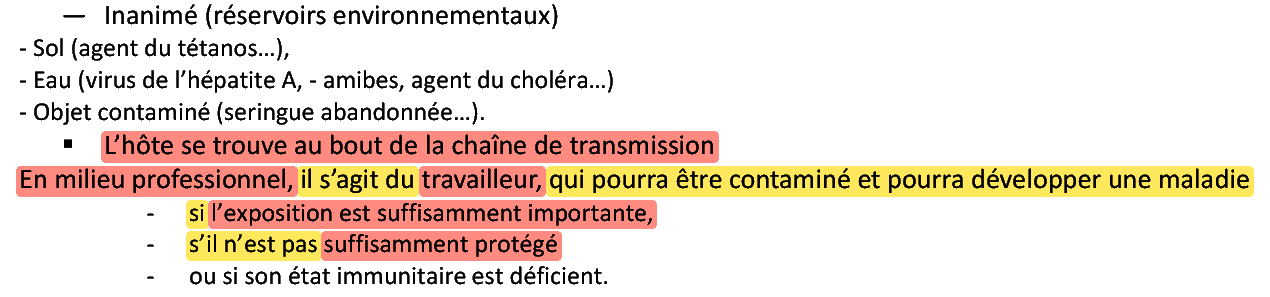 — Inanimé (réservoirs environnementaux)
- Sol (agent du tétanos…),
- Eau (virus de l’hépatite A, - amibes, agent du choléra…)
- Objet contaminé (seringue abandonnée…).
▪ L’hôte se trouve au bout de la chaîne de transmission
En milieu professionnel, il s’agit du travailleur, qui pourra être contaminé et pourra développer une maladie
- si l’exposition est suffisamment importante,
- s’il n’est pas suffisamment protégé
- ou si son état immunitaire est déficient.